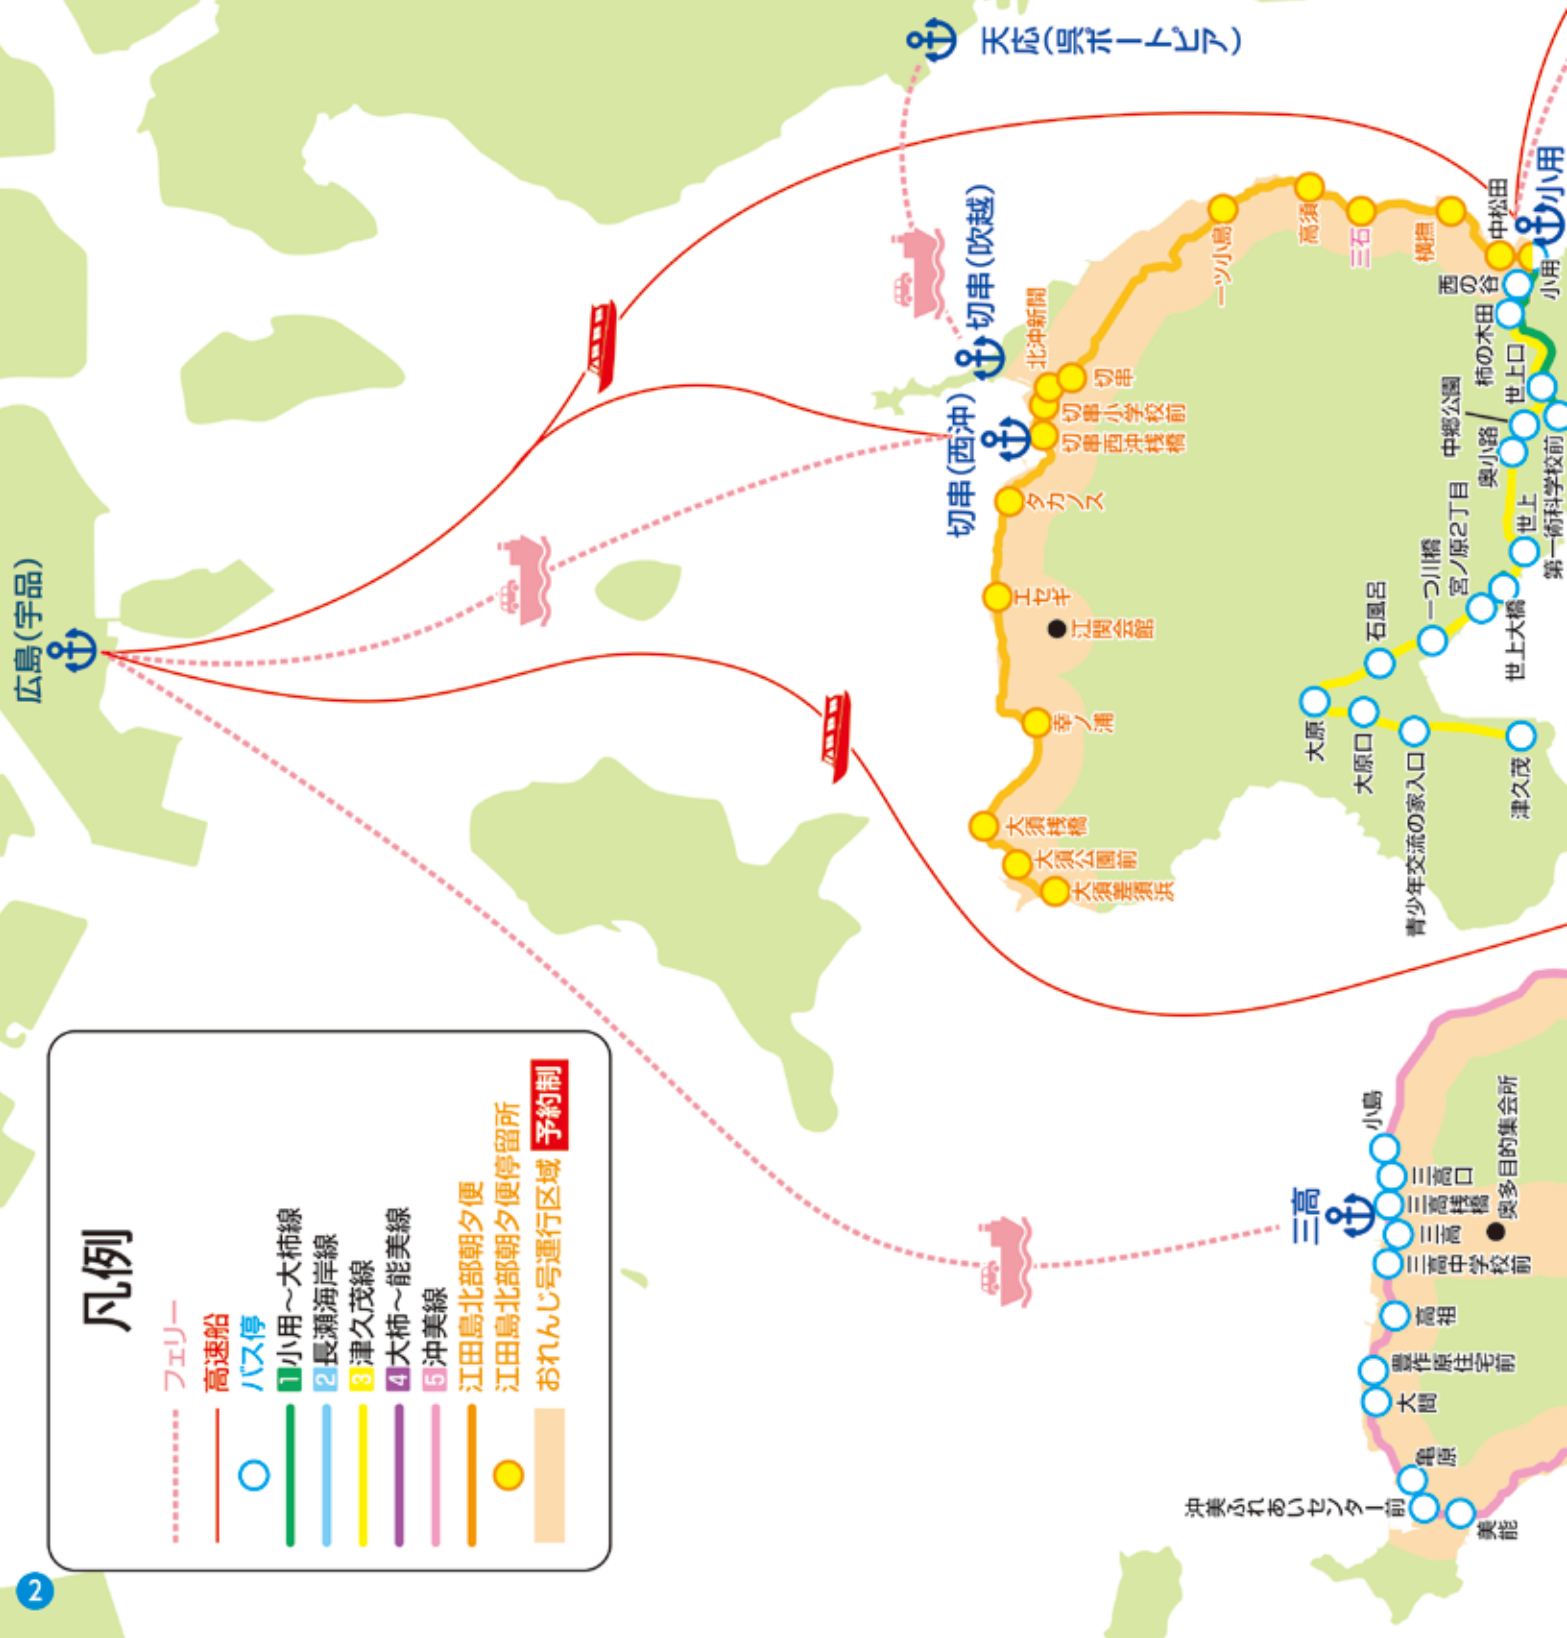 2
凡例
フェリー
高速船
バス停
1 小用～大柿線
2 長瀬海岸線
3 津久茂線
4 大柿～能美線
5 沖美線
江田島北部朝夕便
江田島北部朝夕便停留所
おれんじ号運行区域 予約制
広島(宇品)
天応(呉ポートピア)
切串(吹越)
切串(西沖)
三高
小用
北沖新開
切串
切串小学校前
切串西沖桟橋
タカノス
エセキ
江関会館
幸ノ浦
大須桟橋
大須公園前
大須差須浜
一ツ小島
高須
三石
横撫
中松田
小用
西の谷
柿の木田
世上口
中郷公園
奥小路
第一術科学校前
世上
宮ノ原2丁目
世上大橋
一つ川橋
石風呂
大原
大原口
青少年交流の家入口
津久茂
小島
三高口
三高桟橋
三高
三高中学校前
奥多目的集会所
高祖
豊作原住宅前
大間
亀原
沖美ふれあいセンター前
美能